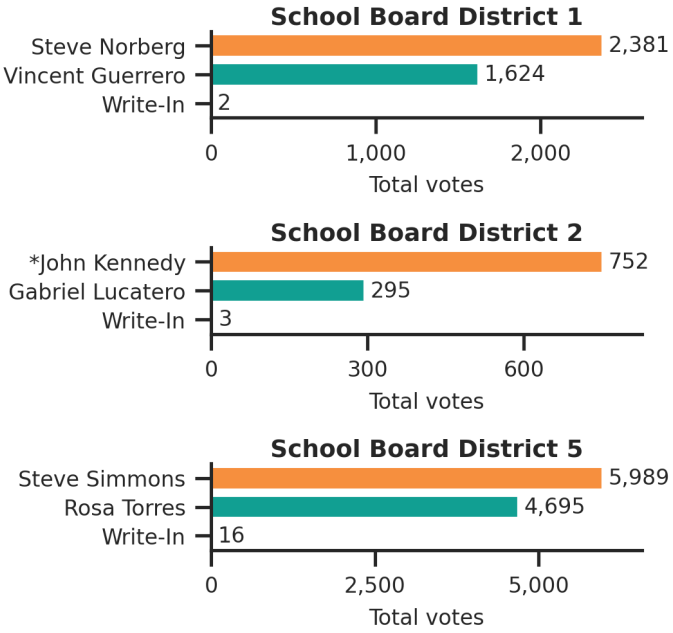 School Board District 1
Steve Norberg 2,381
Vincent Guerrero 1,624
Write-In 2
0 1,000 2,000
Total votes
School Board District 2
*John Kennedy 752
Gabriel Lucatero 295
Write-In 3
0 300 600
Total votes
School Board District 5
Steve Simmons 5,989
Rosa Torres 4,695
Write-In 16
0 2,500 5,000
Total votes